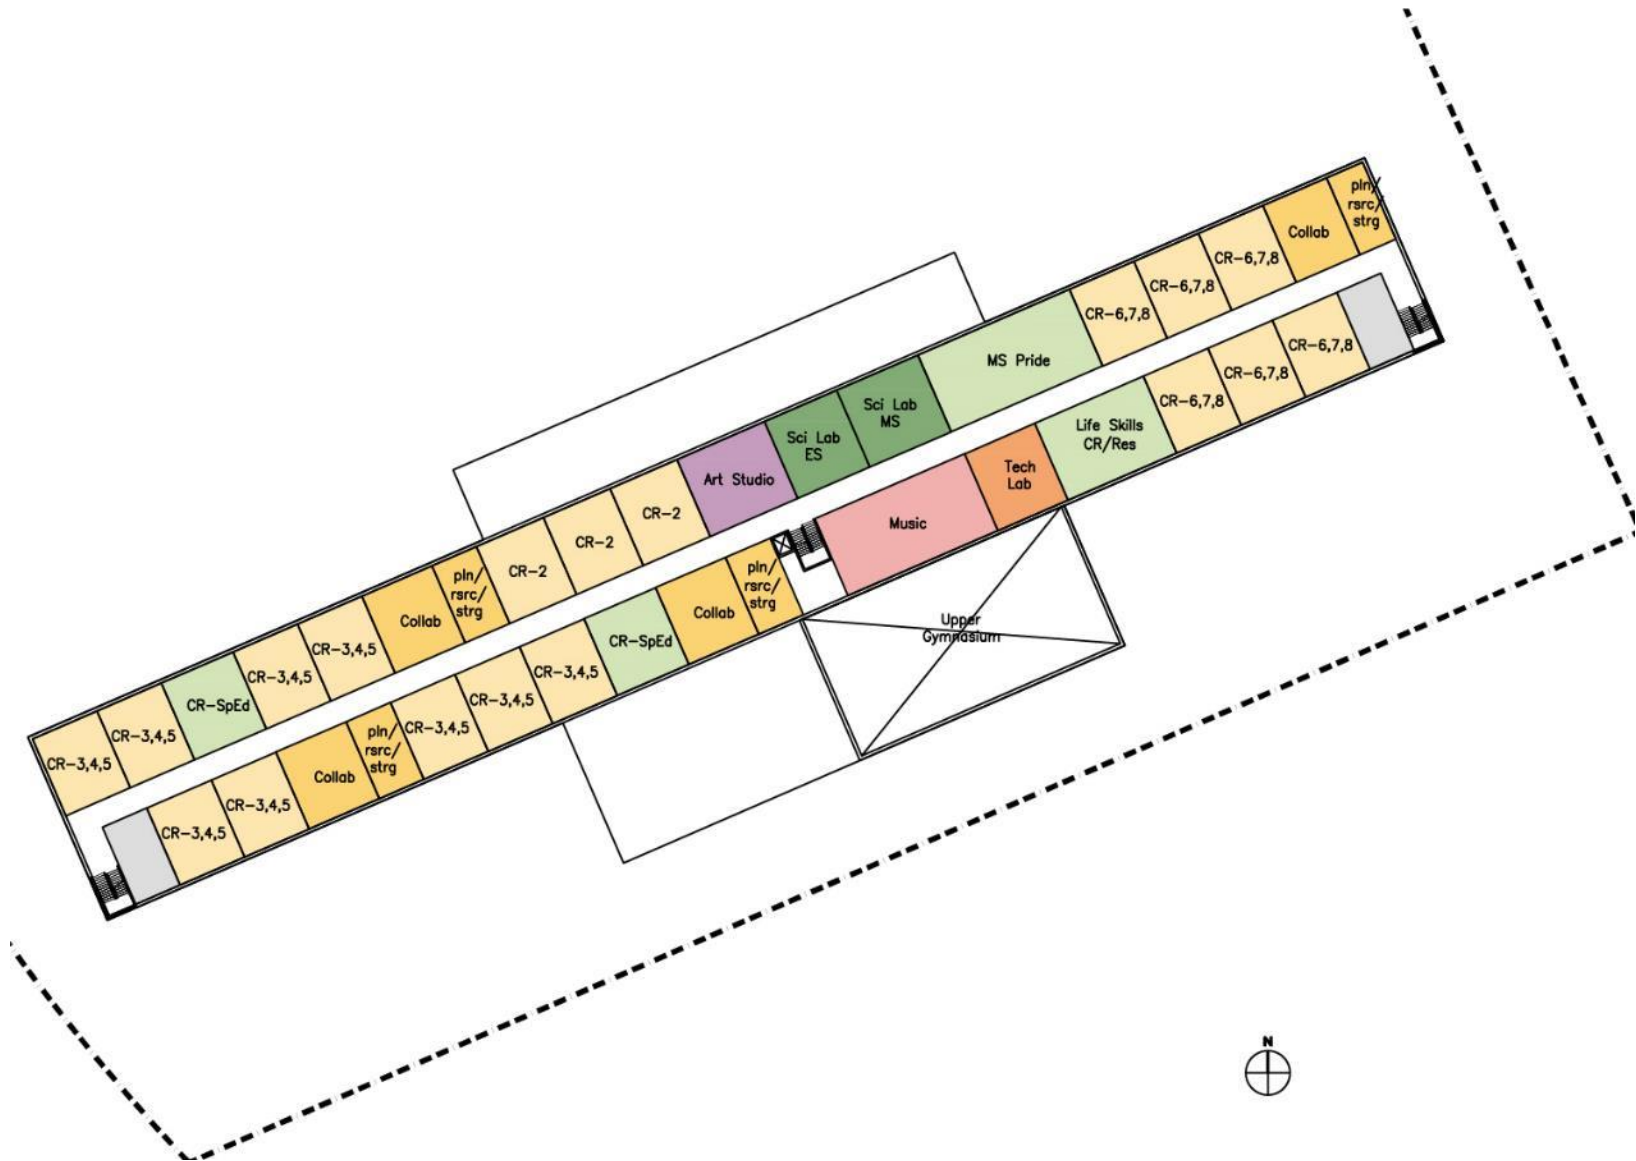 pln/
rsrc/
strg
Collab
CR-6,7,8
CR-6,7,8
CR-6,7,8
MS Pride
CR-6,7,8
CR-6,7,8
CR-6,7,8
Sci Lab
MS
Sci Lab
ES
Life Skills
CR/Res
Art Studio
Tech
Lab
CR-2
CR-2
CR-2
Music
pln/
rsrc/
strg
Collab
pln/
rsrc/
strg
Collab
CR-SpEd
Upper
Gymnasium
CR-3,4,5
CR-3,4,5
CR-SpEd
CR-3,4,5
CR-3,4,5
CR-3,4,5
CR-3,4,5
CR-3,4,5
pln/
rsrc/
strg
Collab
CR-3,4,5
CR-3,4,5
N